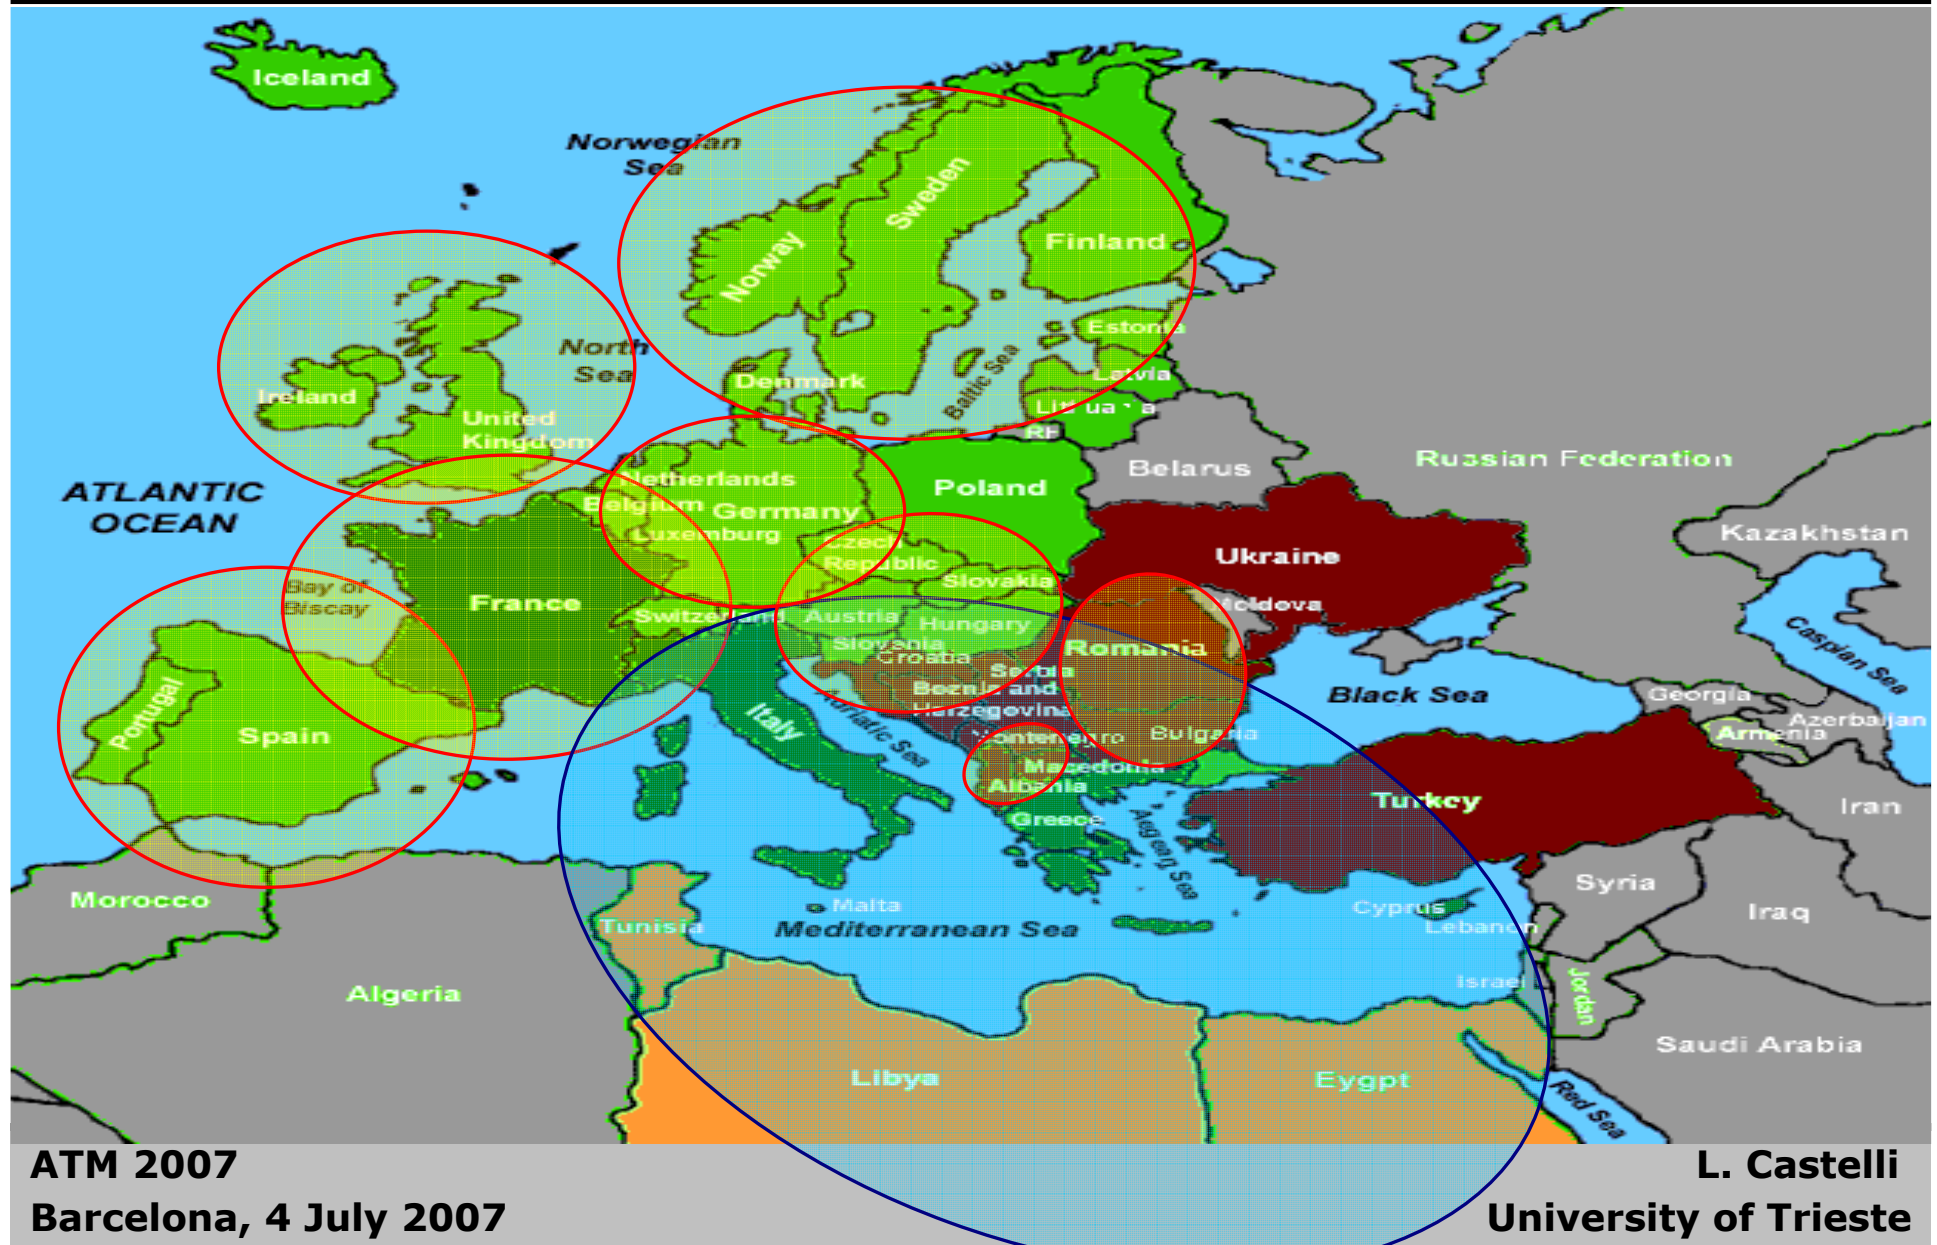 Iceland
Norwegian
Sea
Sweden
Norway
Finland
North
Sea
Estonia
Latvia
Baltic Sea
Denmark
Ireland
United
Kingdom
RF
Belarus
Russian Federation
Netherlands
Poland
ATLANTIC
OCEAN
Belgium
Germany
Luxemburg
Kazakhstan
Czech
Republic
Ukraine
Slovakia
Bay of
Biscay
France
Switzerland
Austria
Hungary
Moldova
Slovenia
Croatia
Romania
Serbia
Caspian Sea
Boznia and
Herzegovina
Black Sea
Georgia
Portugal
Spain
Italy
Adriatic Sea
Montenegro
Bulgaria
Armenia
Azerbaijan
Macedonia
Albania
Turkey
Iran
Greece
Aegean Sea
Syria
Morocco
Malta
Cyprus
Iraq
Tunisia
Mediterranean Sea
Lebanon
Israel
Jordan
Algeria
Saudi Arabia
Libya
Eygpt
Red Sea
ATM 2007
L. Castelli
Barcelona, 4 July 2007
University of Trieste